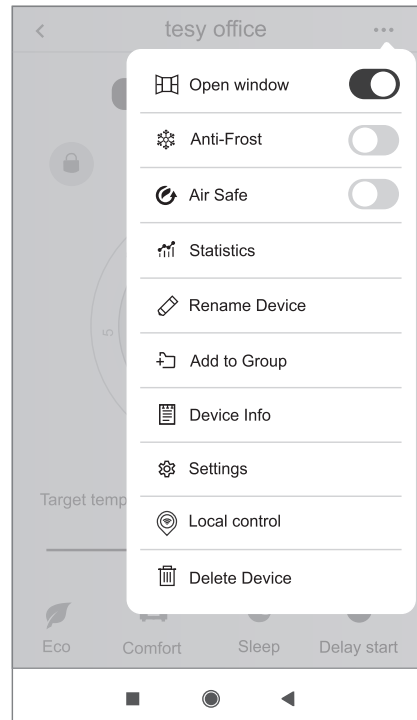 tesy office
Open window
Anti-Frost
Air Safe
Statistics
5
Rename Device
Add to Group
Device Info
Settings
Target temp
Local control
Delete Device
Eco Comfort Sleep Delay start